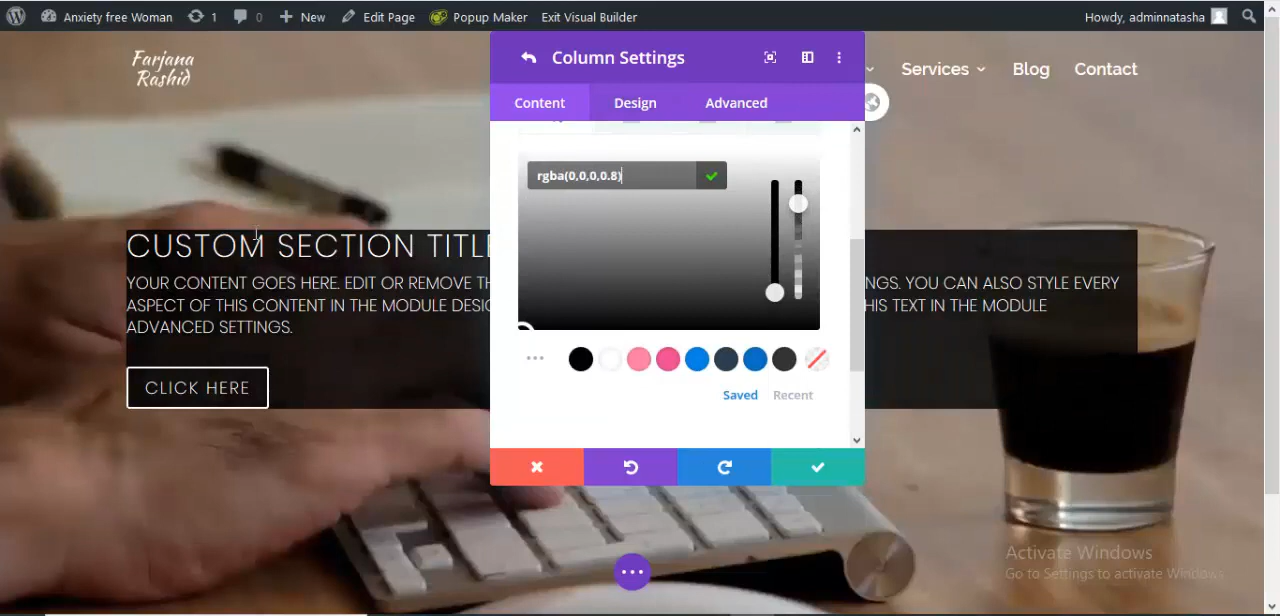 Anxiety free Woman 1 0 New Edit Page Popup Maker Exit Visual Builder Howdy, adminnatasha
Farjana
Rashid
Column Settings
Services Blog Contact
Content Design Advanced
rgba(0,0,0,0.8)
CUSTOM SECTION TITLE
YOUR CONTENT GOES HERE. EDIT OR REMOVE TH NGS. YOU CAN ALSO STYLE EVERY
ASPECT OF THIS CONTENT IN THE MODULE DESIG HIS TEXT IN THE MODULE
ADVANCED SETTINGS.
CLICK HERE
Saved Recent
Activate Windows
Go to Settings to activate Windows.